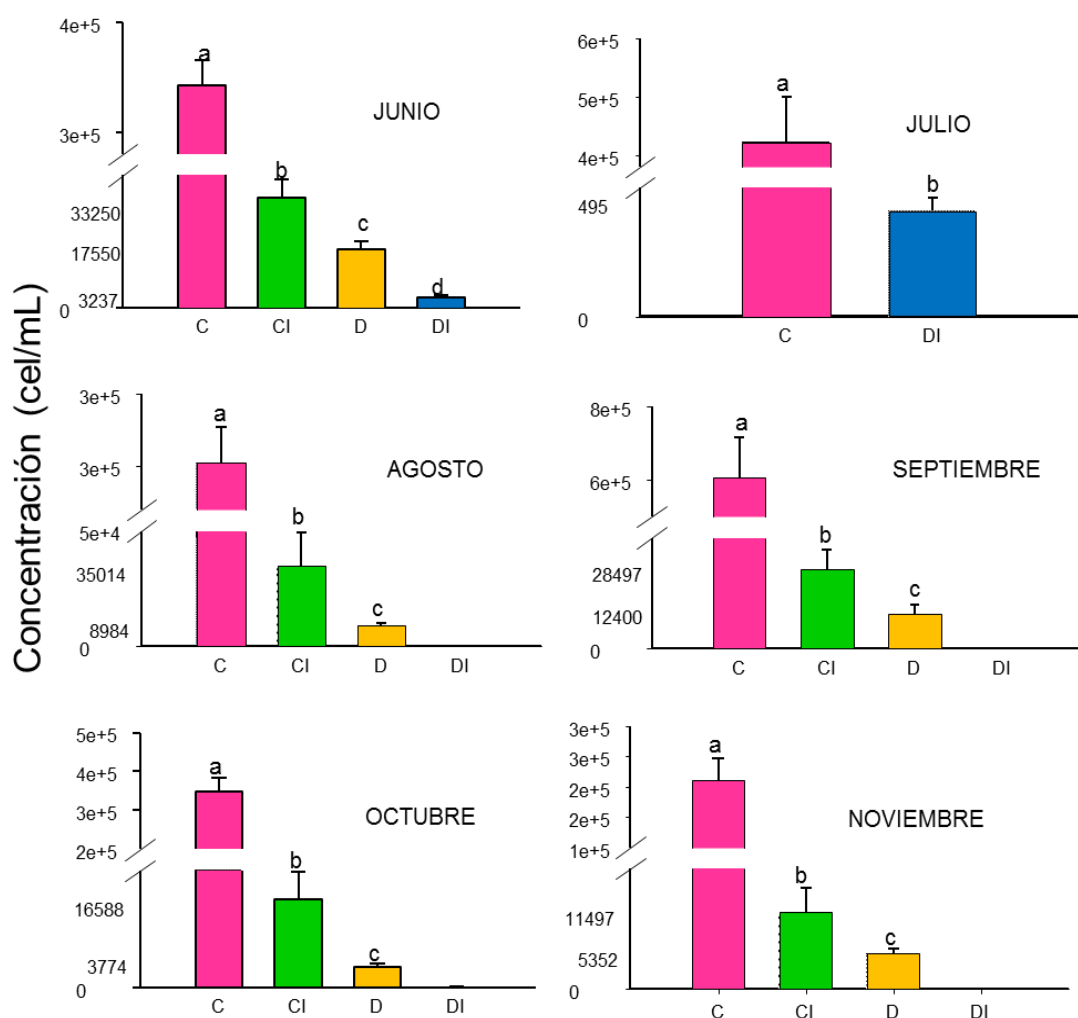 Concentración (cel/mL)
JUNIO
4e+5
3e+5
33250
17550
3237
0
a
b
c
d
C CI D DI
JULIO
6e+5
5e+5
4e+5
495
0
a
b
C DI
AGOSTO
3e+5
3e+5
5e+4
35014
8984
0
a
b
c
C CI D DI
SEPTIEMBRE
8e+5
6e+5
28497
12400
0
a
b
c
C CI D DI
OCTUBRE
5e+5
4e+5
3e+5
2e+5
16588
3774
0
a
b
c
C CI D DI
NOVIEMBRE
3e+5
3e+5
2e+5
2e+5
1e+5
11497
5352
0
a
b
c
C CI D DI